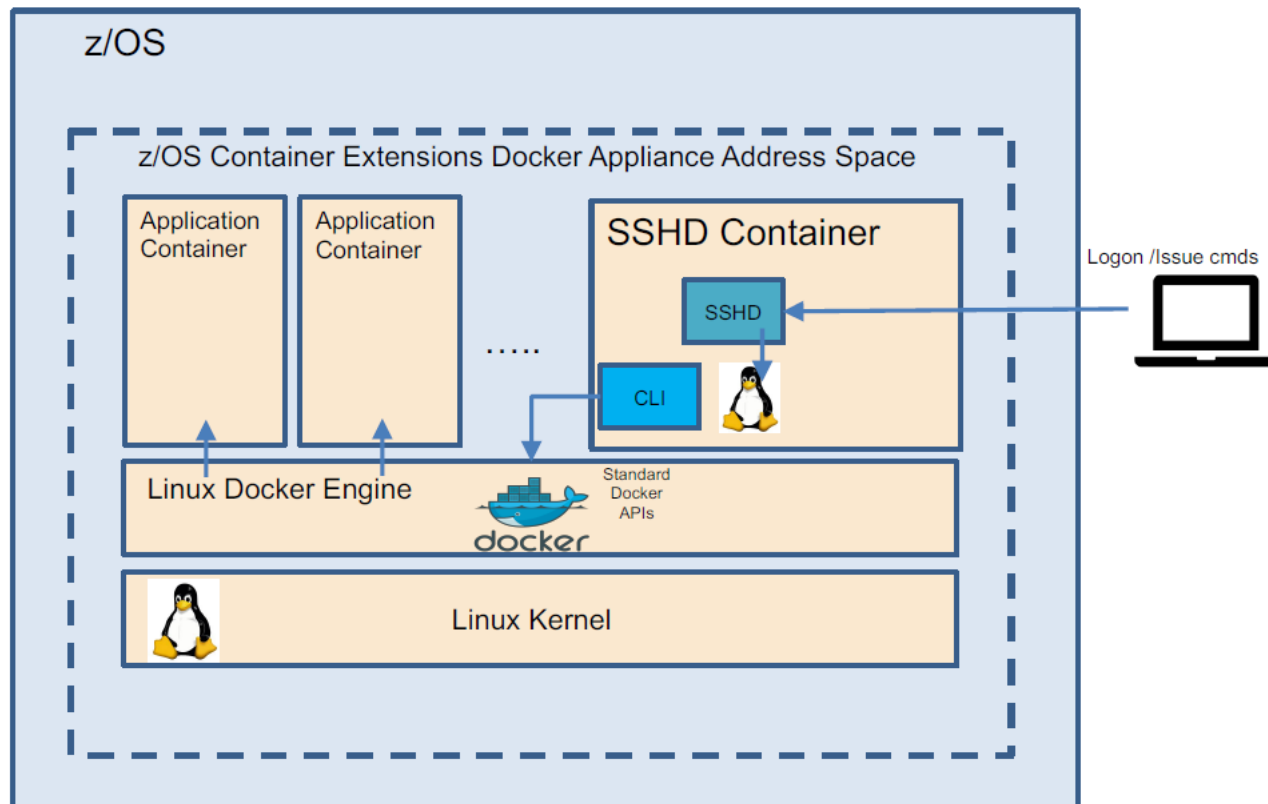 z/OS
z/OS Container Extensions Docker Appliance Address Space
Application
Container
Application
Container
.....
SSHD Container
SSHD
CLI
Logon /Issue cmds
Linux Docker Engine
docker
Standard
Docker
APIs
Linux Kernel